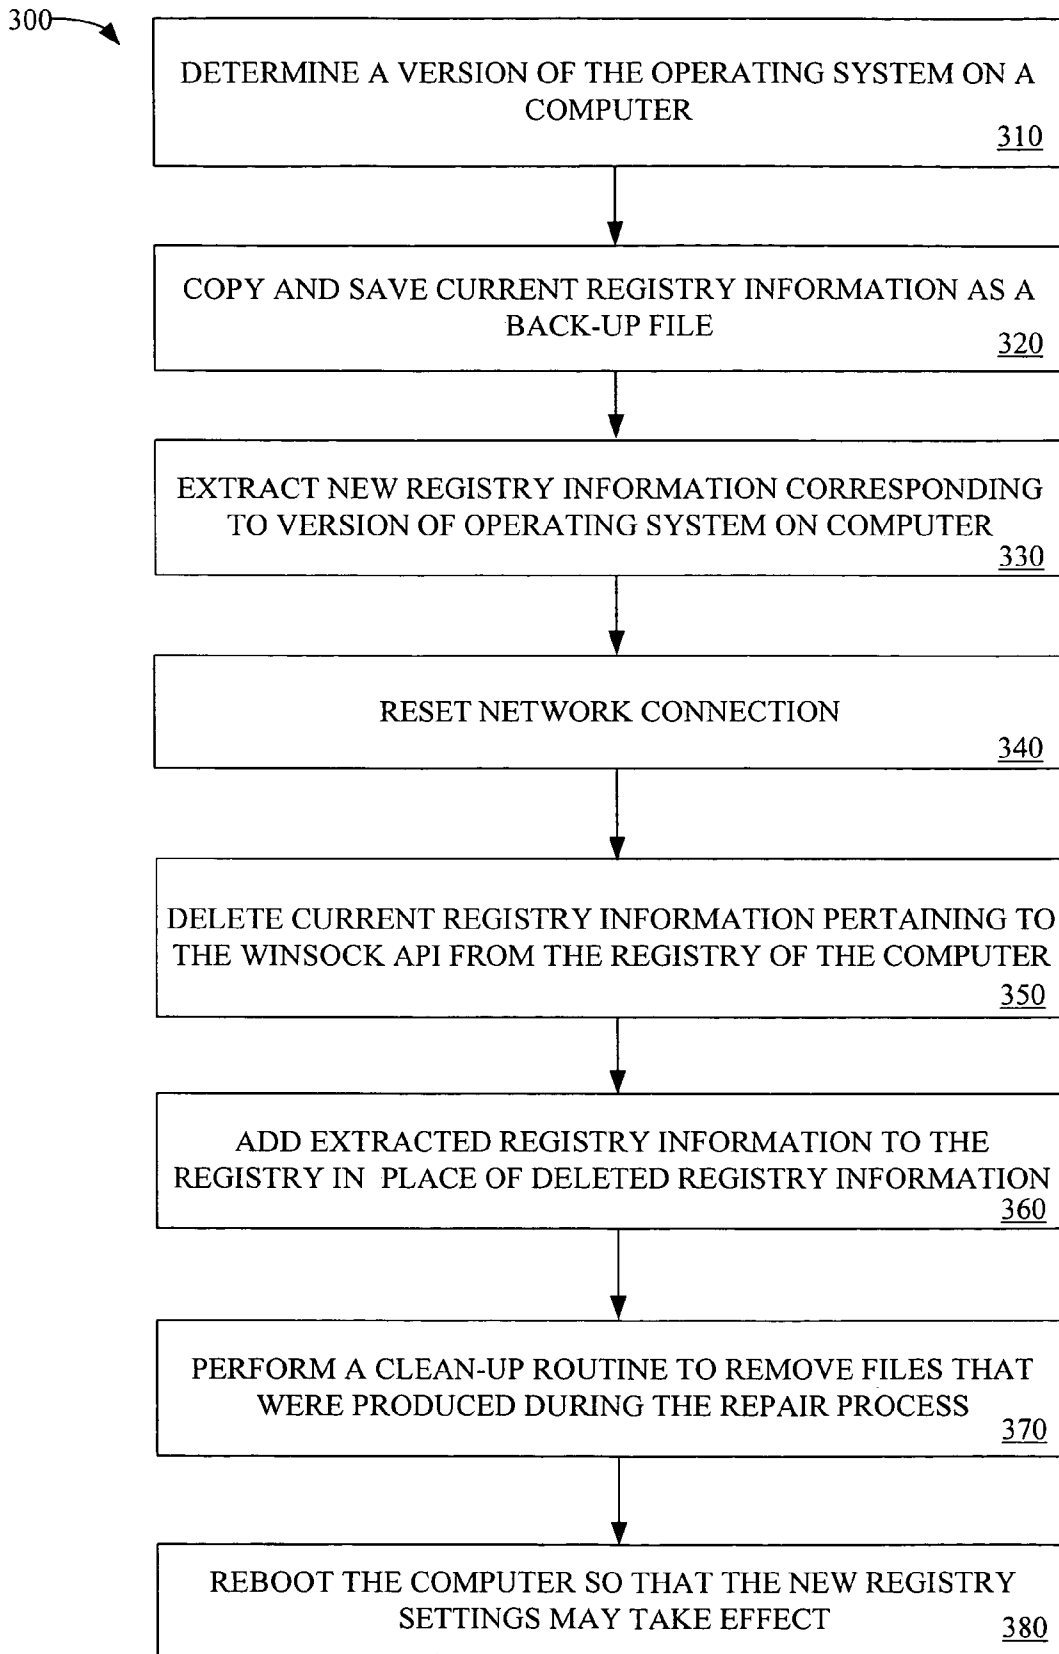 300
DETERMINE A VERSION OF THE OPERATING SYSTEM ON A
COMPUTER
310
COPY AND SAVE CURRENT REGISTRY INFORMATION AS A
BACK-UP FILE
320
EXTRACT NEW REGISTRY INFORMATION CORRESPONDING
TO VERSION OF OPERATING SYSTEM ON COMPUTER
330
RESET NETWORK CONNECTION
340
DELETE CURRENT REGISTRY INFORMATION PERTAINING TO
THE WINSOCK API FROM THE REGISTRY OF THE COMPUTER
350
ADD EXTRACTED REGISTRY INFORMATION TO THE
REGISTRY IN PLACE OF DELETED REGISTRY INFORMATION
360
PERFORM A CLEAN-UP ROUTINE TO REMOVE FILES THAT
WERE PRODUCED DURING THE REPAIR PROCESS
370
REBOOT THE COMPUTER SO THAT THE NEW REGISTRY
SETTINGS MAY TAKE EFFECT
380